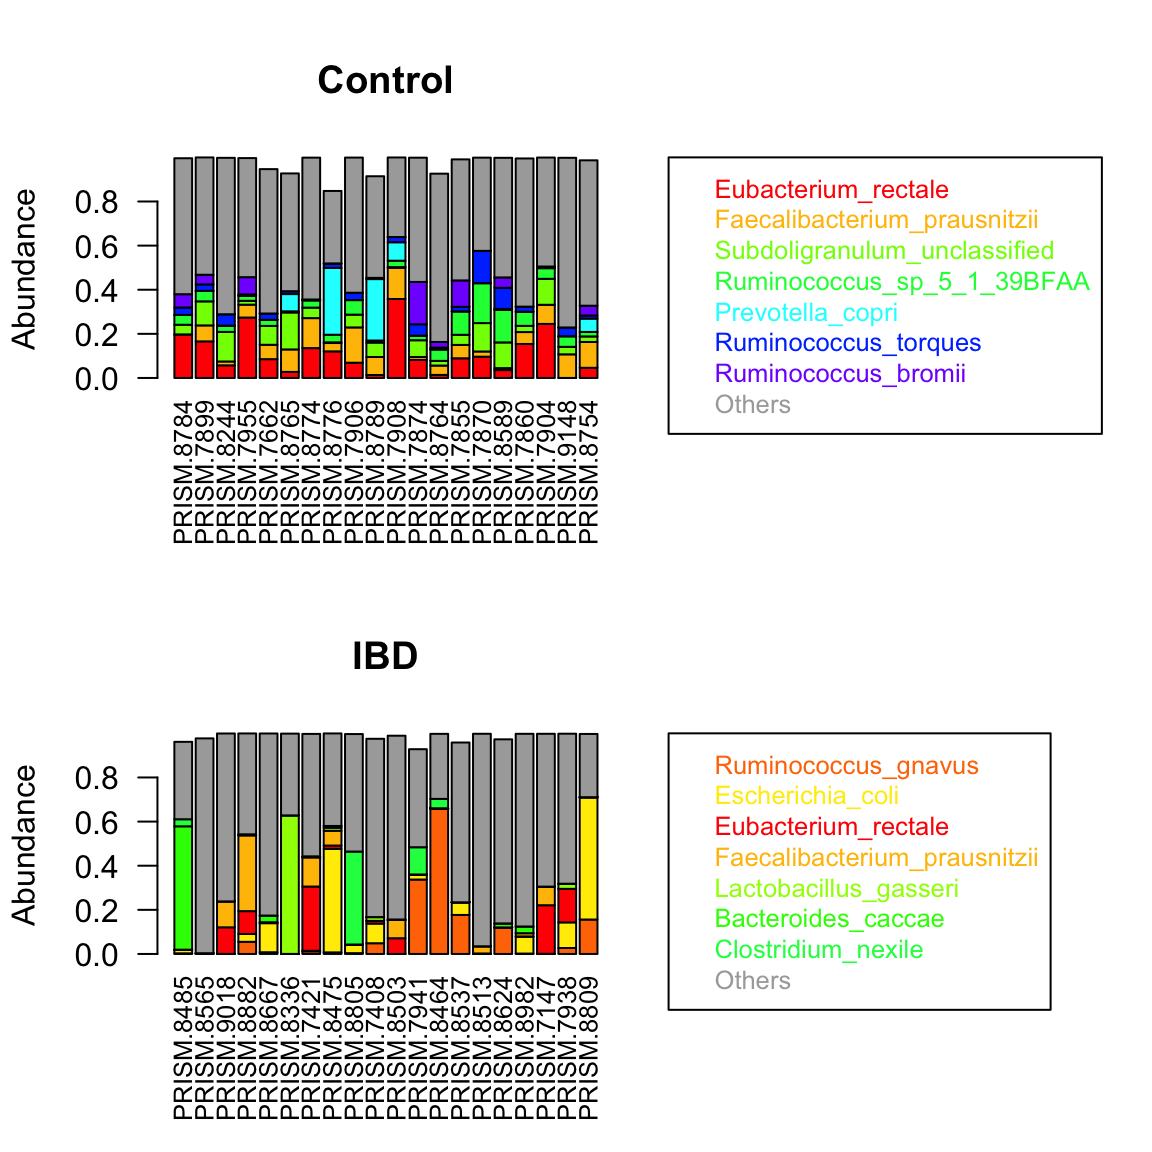 Control
Abundance
0.8
0.6
0.4
0.2
0.0
PRISM.8784
PRISM.7899
PRISM.8244
PRISM.7955
PRISM.7662
PRISM.8765
PRISM.8774
PRISM.8776
PRISM.7906
PRISM.8789
PRISM.7908
PRISM.7874
PRISM.8764
PRISM.7855
PRISM.7870
PRISM.8589
PRISM.7860
PRISM.7904
PRISM.9148
PRISM.8754
Eubacterium_rectale
Faecalibacterium_prausnitzii
Subdoligranulum_unclassified
Ruminococcus_sp_5_1_39BFAA
Prevotella_copri
Ruminococcus_torques
Ruminococcus_bromii
Others
IBD
Abundance
0.8
0.6
0.4
0.2
0.0
PRISM.8485
PRISM.8565
PRISM.9018
PRISM.8882
PRISM.8667
PRISM.8336
PRISM.7421
PRISM.8475
PRISM.8805
PRISM.7408
PRISM.8503
PRISM.7941
PRISM.8464
PRISM.8537
PRISM.8513
PRISM.8624
PRISM.8982
PRISM.7147
PRISM.7938
PRISM.8809
Ruminococcus_gnavus
Escherichia_coli
Eubacterium_rectale
Faecalibacterium_prausnitzii
Lactobacillus_gasseri
Bacteroides_caccae
Clostridium_nexile
Others